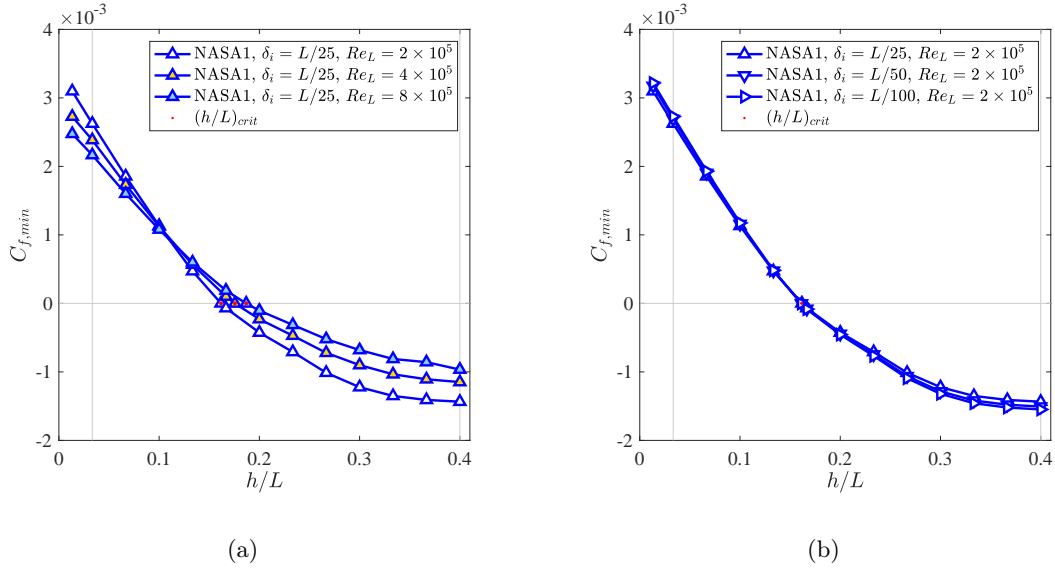 ×10⁻³
4
3
2
1
0
-1
-2
C_{f,min}
NASA1, δ_i = L/25, Re_L = 2 × 10⁵
NASA1, δ_i = L/25, Re_L = 4 × 10⁵
NASA1, δ_i = L/25, Re_L = 8 × 10⁵
(h/L)_{crit}
0 0.1 0.2 0.3 0.4
h/L
(a)
×10⁻³
4
3
2
1
0
-1
-2
C_{f,min}
NASA1, δ_i = L/25, Re_L = 2 × 10⁵
NASA1, δ_i = L/50, Re_L = 2 × 10⁵
NASA1, δ_i = L/100, Re_L = 2 × 10⁵
(h/L)_{crit}
0 0.1 0.2 0.3 0.4
h/L
(b)